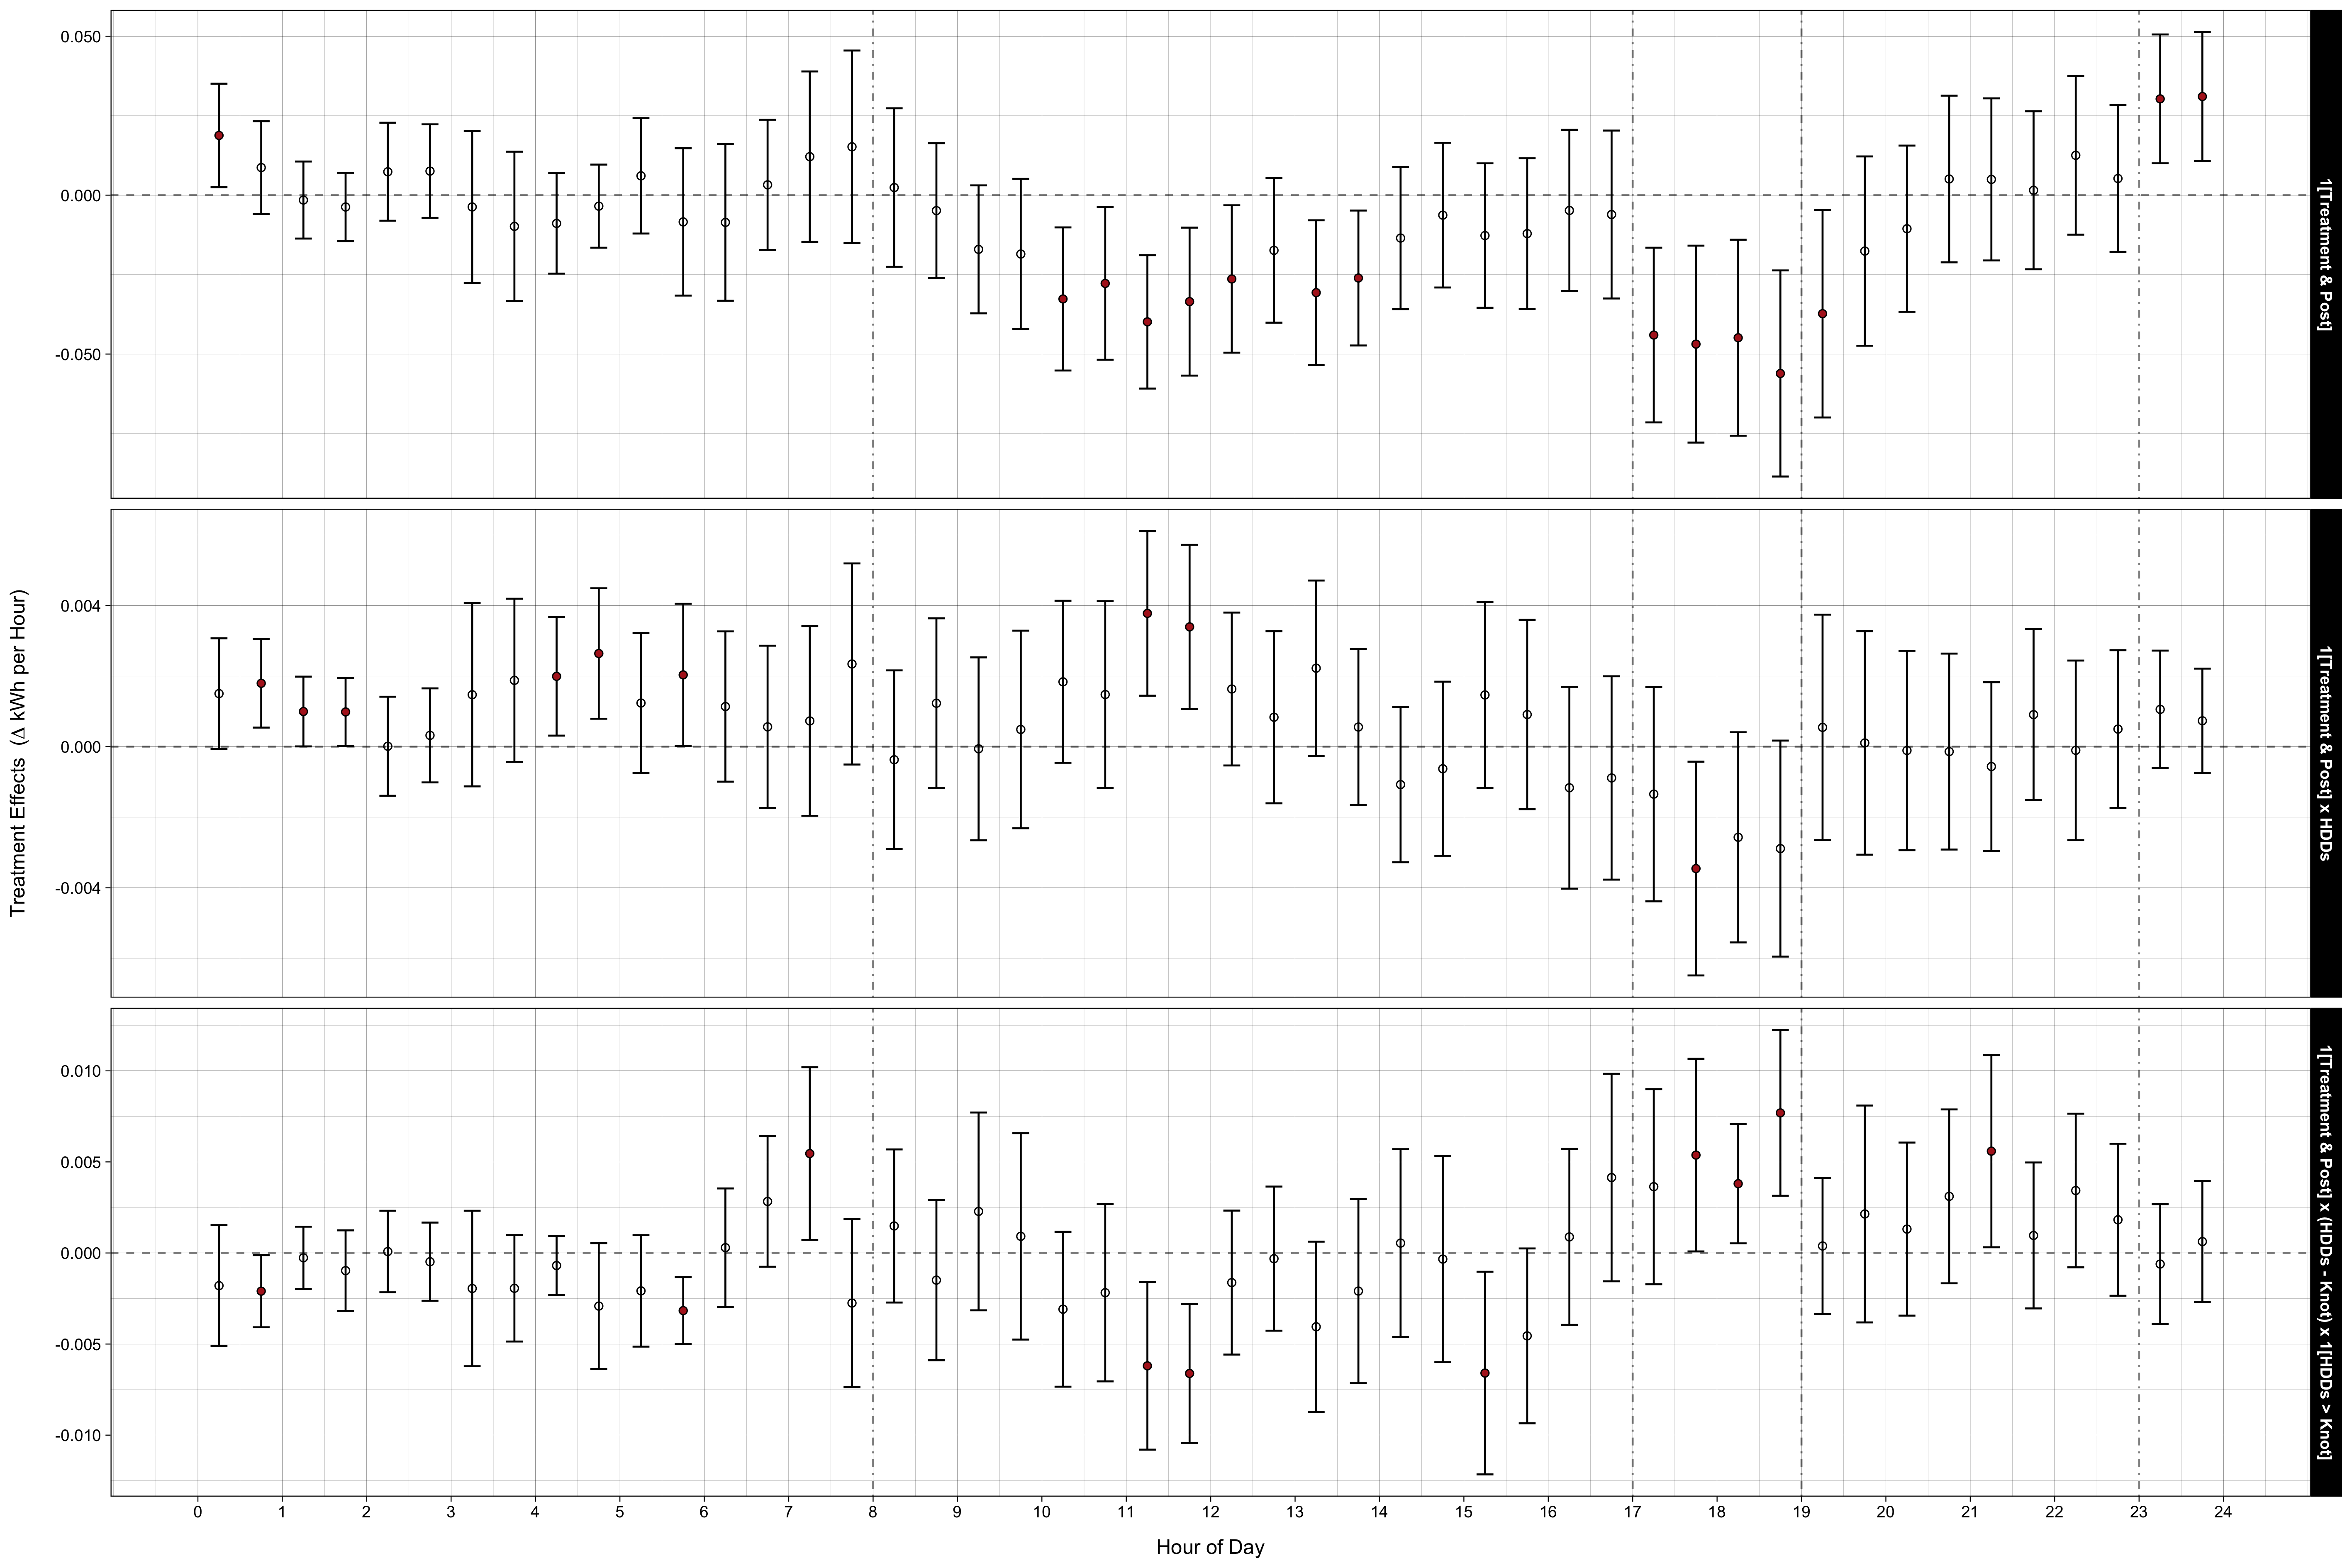 Treatment Effects (Δ kWh per Hour)
0.050
0.000
-0.050
1[Treatment & Post]
0.004
0.000
-0.004
1[Treatment & Post] x HDDs
0.010
0.005
0.000
-0.005
-0.010
1[Treatment & Post] x (HDDs - Knot) x 1[HDDs > Knot]
0 1 2 3 4 5 6 7 8 9 10 11 12 13 14 15 16 17 18 19 20 21 22 23 24
Hour of Day